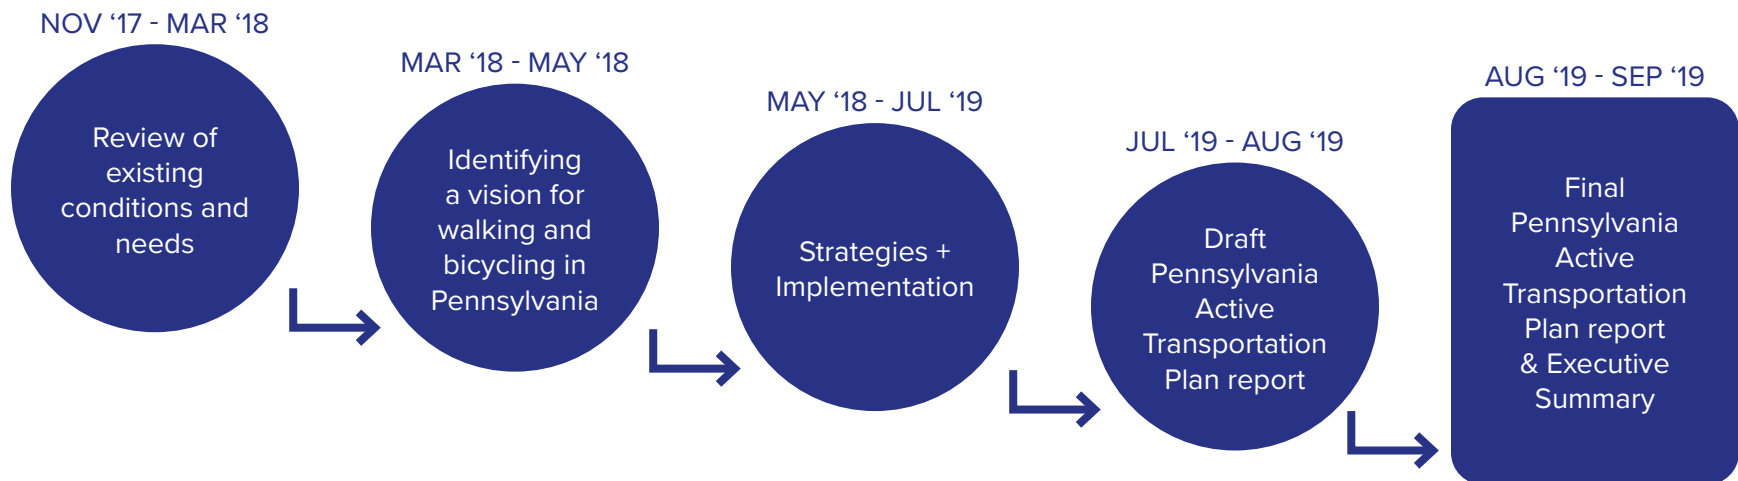 NOV ‘17 - MAR ‘18
Review of
existing
conditions and
needs
MAR ‘18 - MAY ‘18
Identifying
a vision for
walking and
bicycling in
Pennsylvania
MAY ‘18 - JUL ‘19
Strategies +
Implementation
JUL ‘19 - AUG ‘19
Draft
Pennsylvania
Active
Transportation
Plan report
AUG ‘19 - SEP ‘19
Final
Pennsylvania
Active
Transportation
Plan report
& Executive
Summary